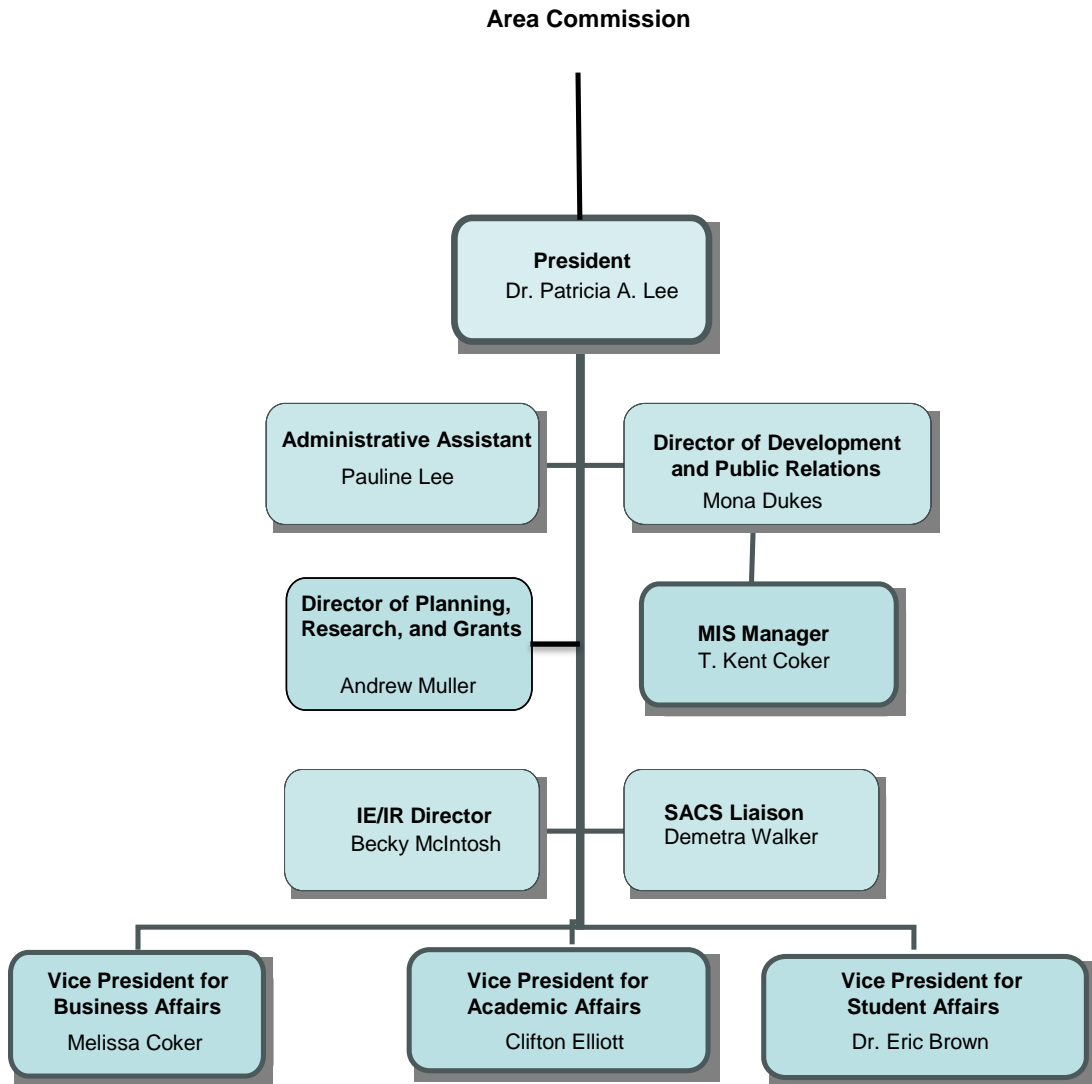 Area Commission
President
Dr. Patricia A. Lee
Administrative Assistant
Pauline Lee
Director of Development
and Public Relations
Mona Dukes
Director of Planning,
Research, and Grants
Andrew Muller
MIS Manager
T. Kent Coker
IE/IR Director
Becky McIntosh
SACS Liaison
Demetra Walker
Vice President for
Business Affairs
Melissa Coker
Vice President for
Academic Affairs
Clifton Elliott
Vice President for
Student Affairs
Dr. Eric Brown